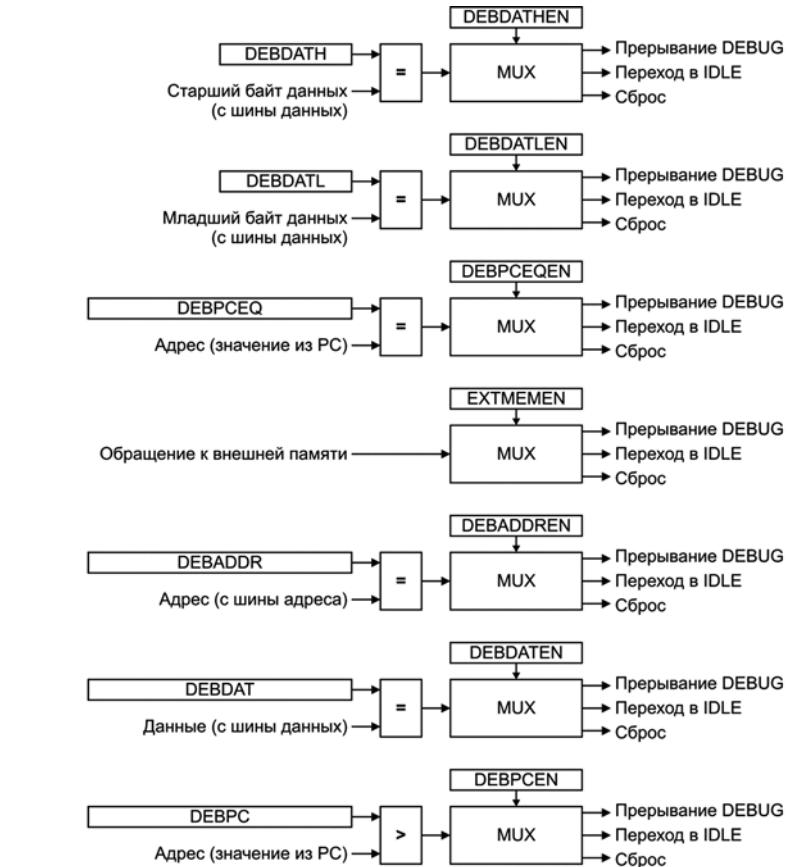 DEBDATHEN
DEBDATH
=
MUX
Прерывание DEBUG
Переход в IDLE
Сброс
Старший байт данных
(с шины данных)
DEBDATLEN
DEBDATL
=
MUX
Прерывание DEBUG
Переход в IDLE
Сброс
Младший байт данных
(с шины данных)
DEBPCEQEN
DEBPCEQ
=
MUX
Прерывание DEBUG
Переход в IDLE
Сброс
Адрес (значение из PC)
EXTMEMEN
Обращение к внешней памяти
MUX
Прерывание DEBUG
Переход в IDLE
Сброс
DEBADDREN
DEBADDR
=
MUX
Прерывание DEBUG
Переход в IDLE
Сброс
Адрес (с шины адреса)
DEBDATEN
DEBDAT
=
MUX
Прерывание DEBUG
Переход в IDLE
Сброс
Данные (с шины данных)
DEBPCEN
DEBPC
>
MUX
Прерывание DEBUG
Переход в IDLE
Сброс
Адрес (значение из PC)